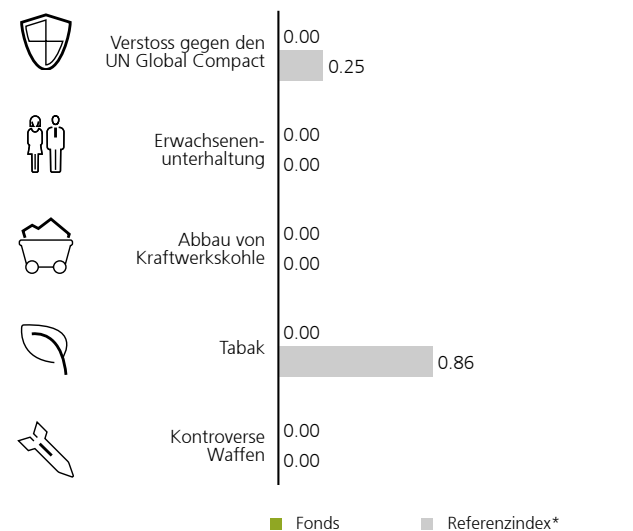 Verstoss gegen den
UN Global Compact
0.00
0.25
Erwachsenen-
unterhaltung
0.00
0.00
Abbau von
Kraftwerkskohle
0.00
0.00
Tabak
0.00
0.86
Kontroverse
Waffen
0.00
0.00
Fonds
Referenzindex*